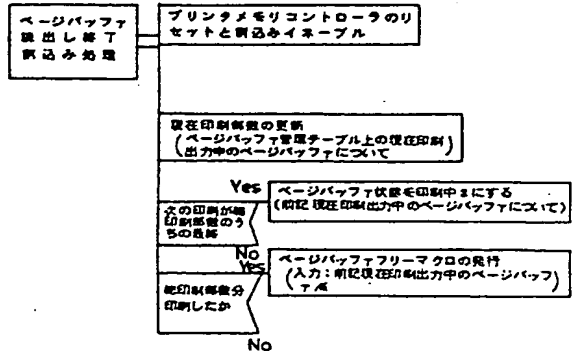 ページバッファ
読出し終了
割込み処理
プリンタメモリコントローラのリ
セットと割込みイネーブル
現在印刷部数の更新
(ページバッファ管理テーブル上の現在印刷
出力中のページバッファについて)
Yes
ページバッファ状態を印刷中2にする
(前記現在印刷出力中のページバッファについて)
次の印刷が総
印刷部数のう
ちの最終
No
Yes
ページバッファフリーマクロの発行
(入力:前記現在印刷出力中のページバッフ
ァ)
総印刷部数分
印刷したか
No